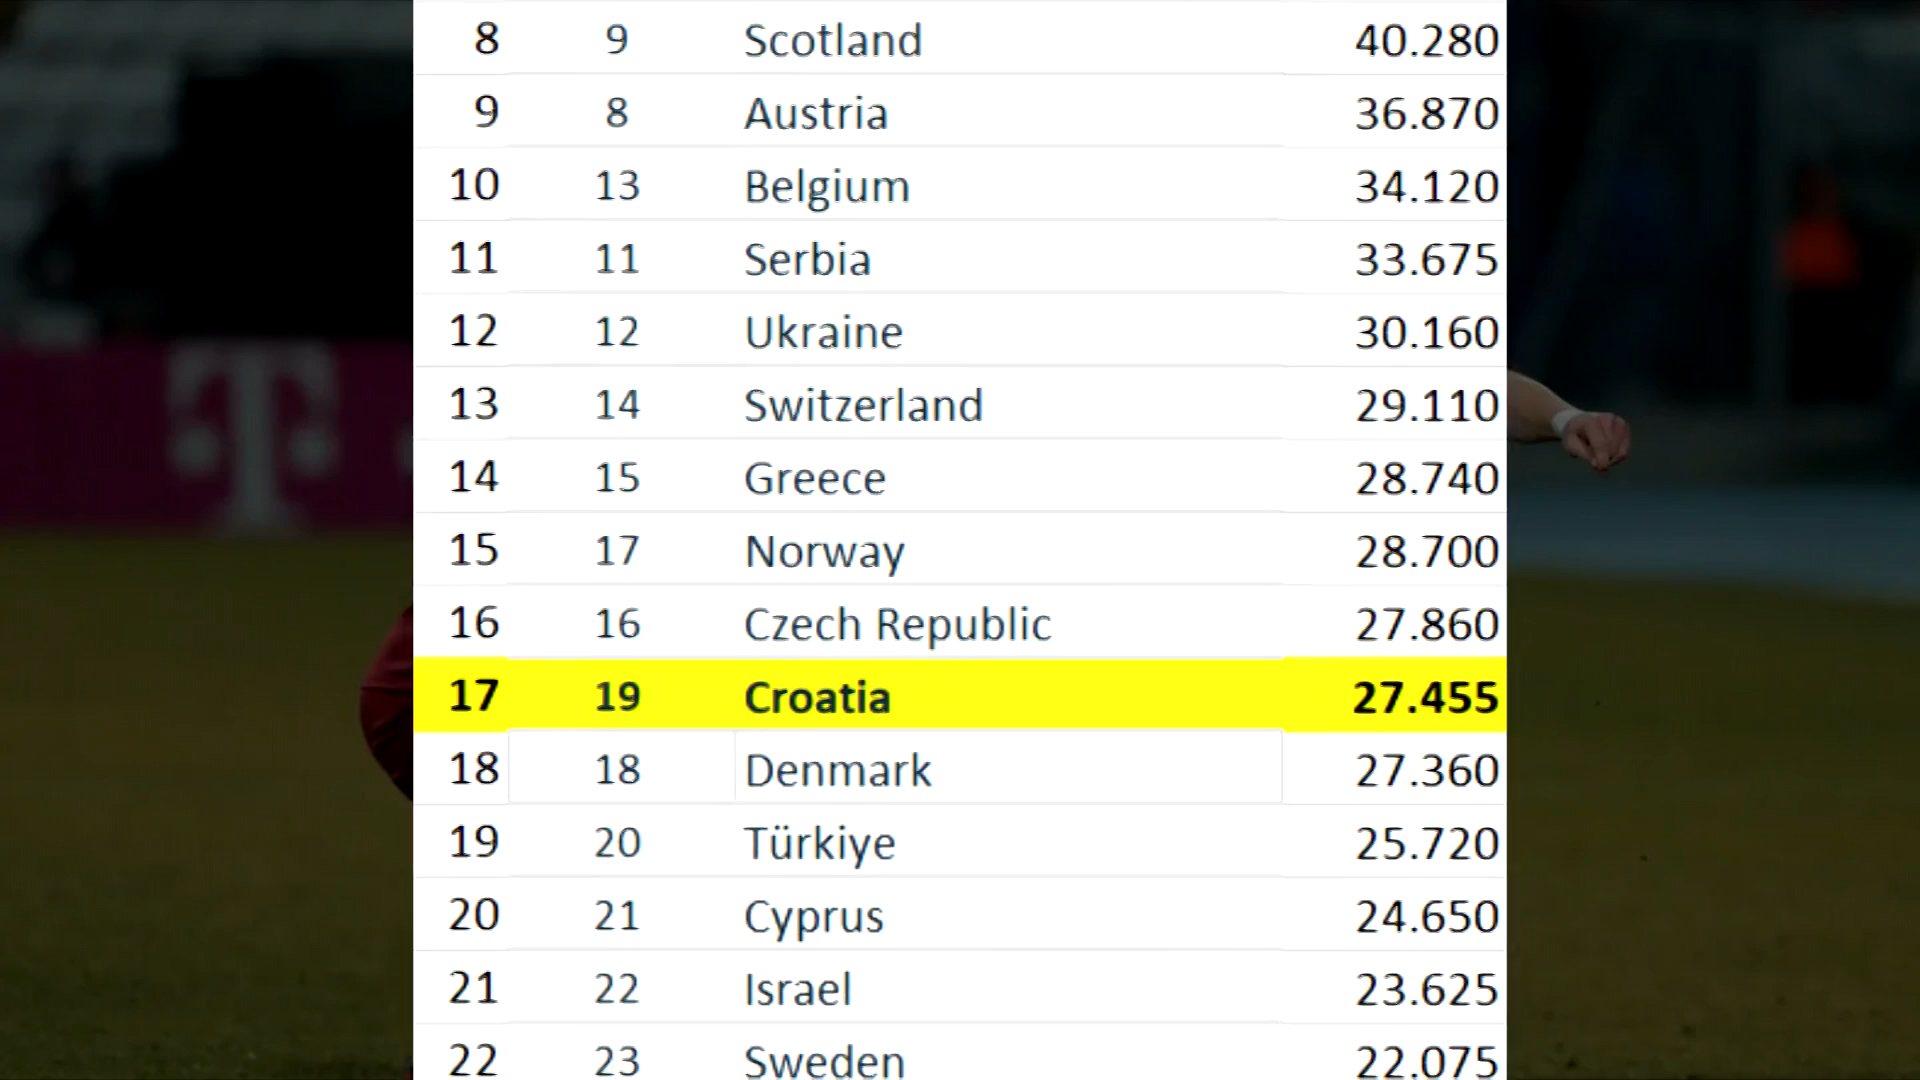 8 9 Scotland 40.280
9 8 Austria 36.870
10 13 Belgium 34.120
11 11 Serbia 33.675
12 12 Ukraine 30.160
13 14 Switzerland 29.110
14 15 Greece 28.740
15 17 Norway 28.700
16 16 Czech Republic 27.860
17 19 Croatia 27.455
18 18 Denmark 27.360
19 20 Türkiye 25.720
20 21 Cyprus 24.650
21 22 Israel 23.625
22 23 Sweden 22.075
T